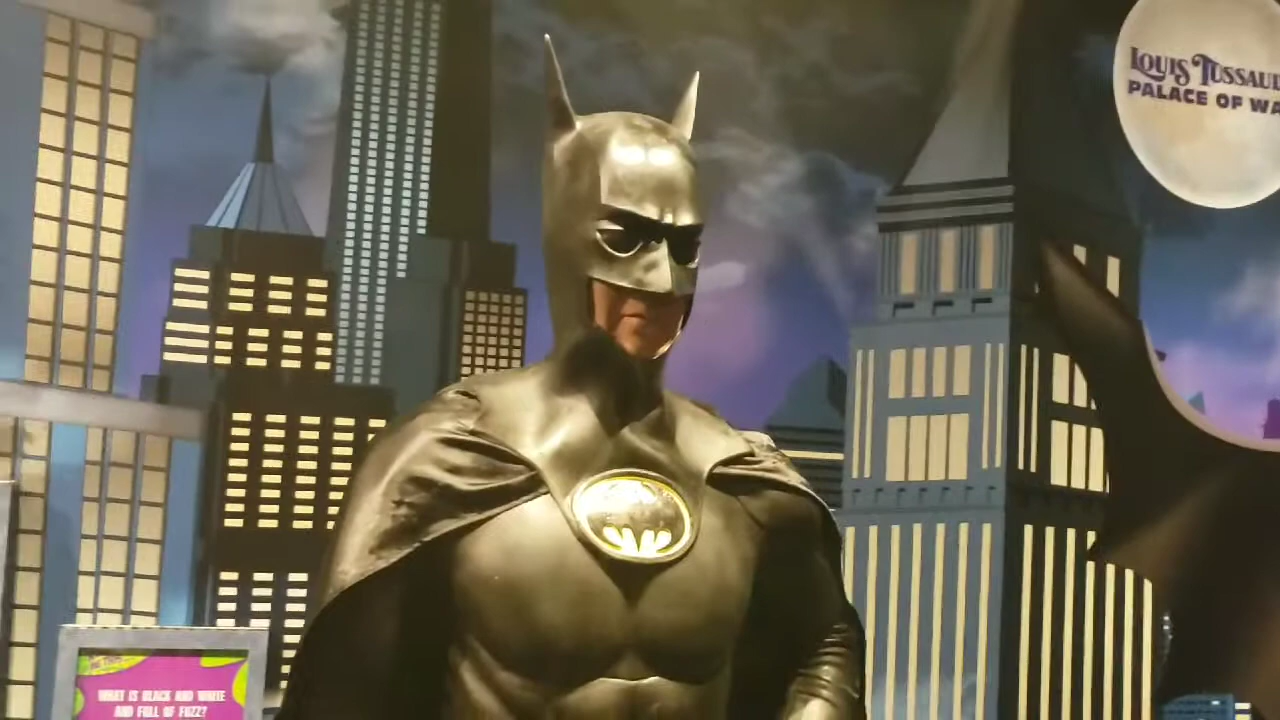 LOUIS TUSSAUD
PALACE OF WA
WHAT IS BLACK AND WHITE
AND FULL OF FUZZ?